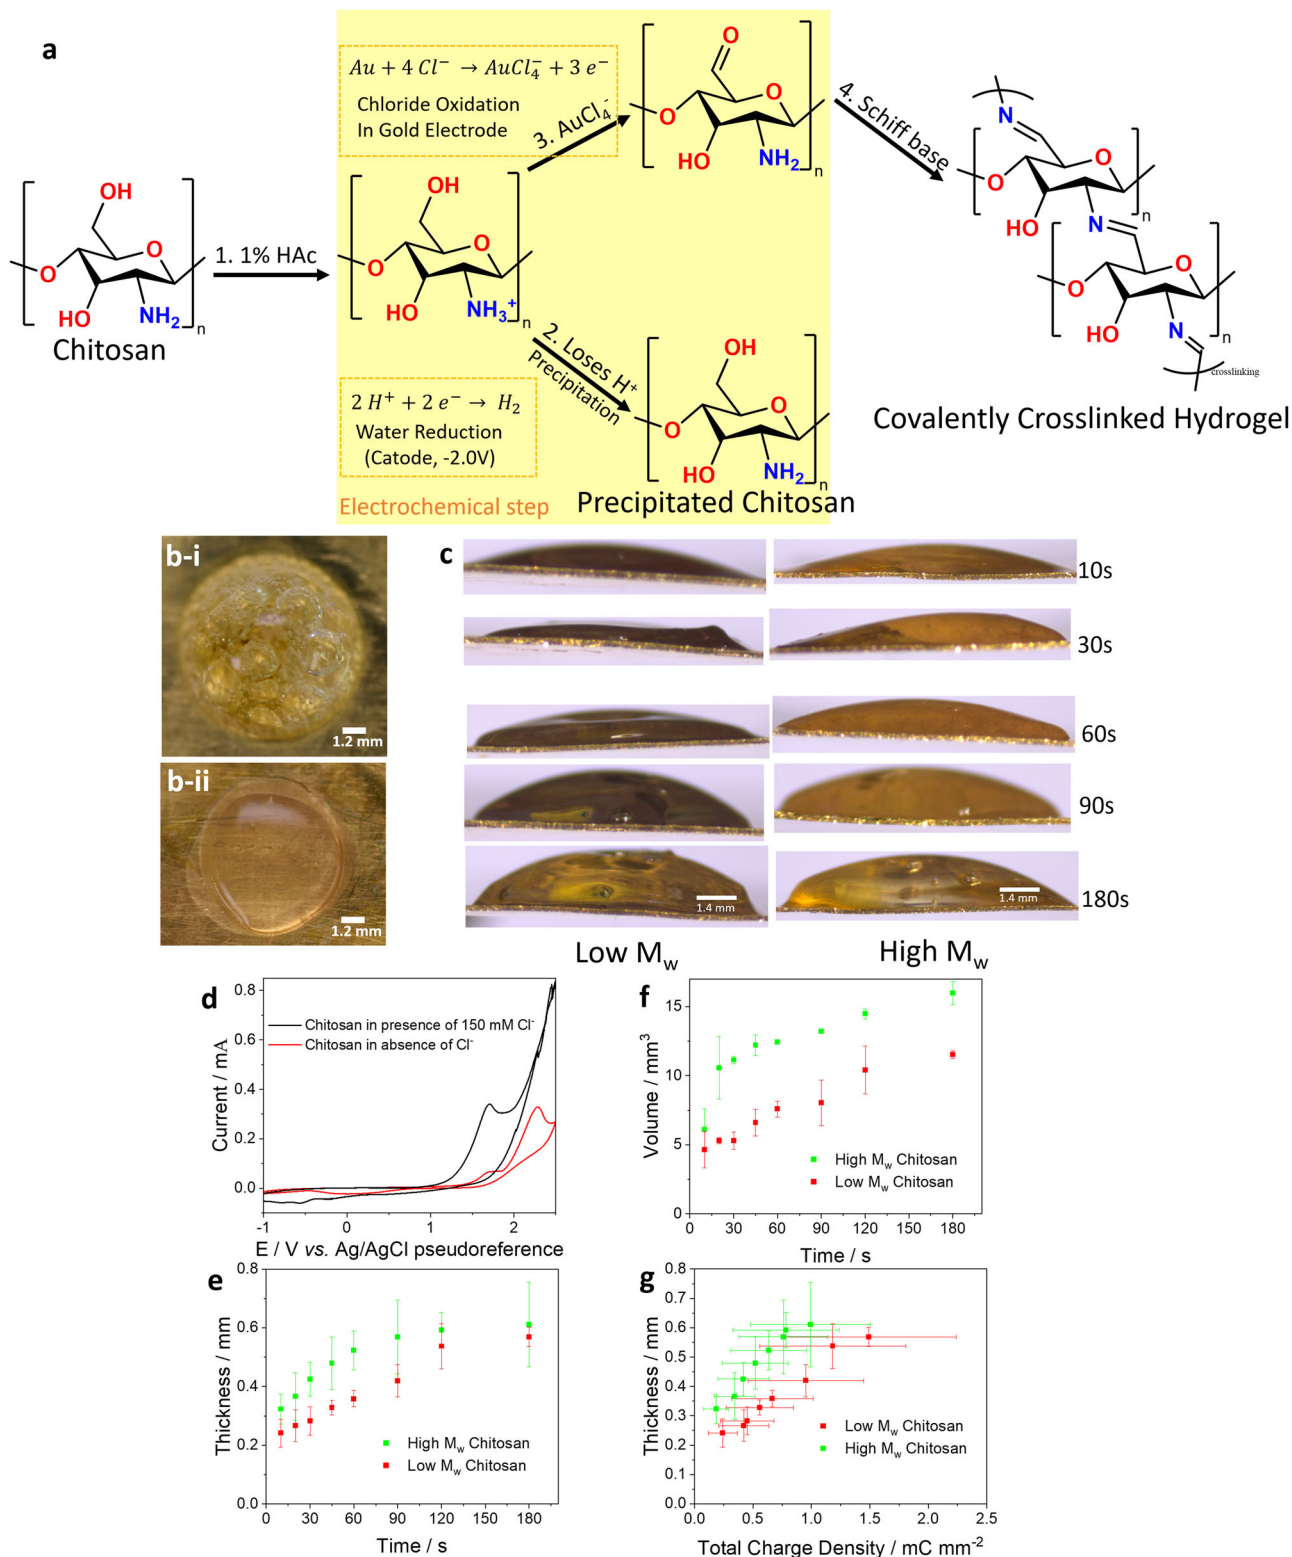 a
Au + 4 Cl⁻ → AuCl₄⁻ + 3 e⁻
Chloride Oxidation
In Gold Electrode
3. AuCl₄⁻
4. Schiff base
O
O
O
HO
NH₂
n
N
O
O
HO
n
N
O
O
HO
n
N
crosslinking
Covalently Crosslinked Hydrogel
OH
O
O
HO
NH₂
n
Chitosan
1. 1% HAc
OH
O
O
HO
NH₃⁺
n
2. Loses H⁺
Precipitation
2 H⁺ + 2 e⁻ → H₂
Water Reduction
(Catode, -2.0V)
Electrochemical step
OH
O
O
HO
NH₂
n
Precipitated Chitosan
b-i
1.2 mm
b-ii
1.2 mm
c
10s
30s
60s
90s
1.4 mm
1.4 mm
180s
Low Mw
High Mw
d
0.8
0.6
0.4
0.2
0.0
Current / mA
Chitosan in presence of 150 mM Cl⁻
Chitosan in absence of Cl⁻
-1
0
1
2
E / V vs. Ag/AgCl pseudoreference
f
15
10
5
0
Volume / mm³
High Mw Chitosan
Low Mw Chitosan
0
30
60
90
120
150
180
Time / s
e
0.8
0.6
0.4
0.2
0.0
Thickness / mm
High Mw Chitosan
Low Mw Chitosan
0
30
60
90
120
150
180
Time / s
g
0.8
0.7
0.6
0.5
0.4
0.3
0.2
0.1
0.0
Thickness / mm
Low Mw Chitosan
High Mw Chitosan
0.0
0.5
1.0
1.5
2.0
2.5
Total Charge Density / mC mm⁻²